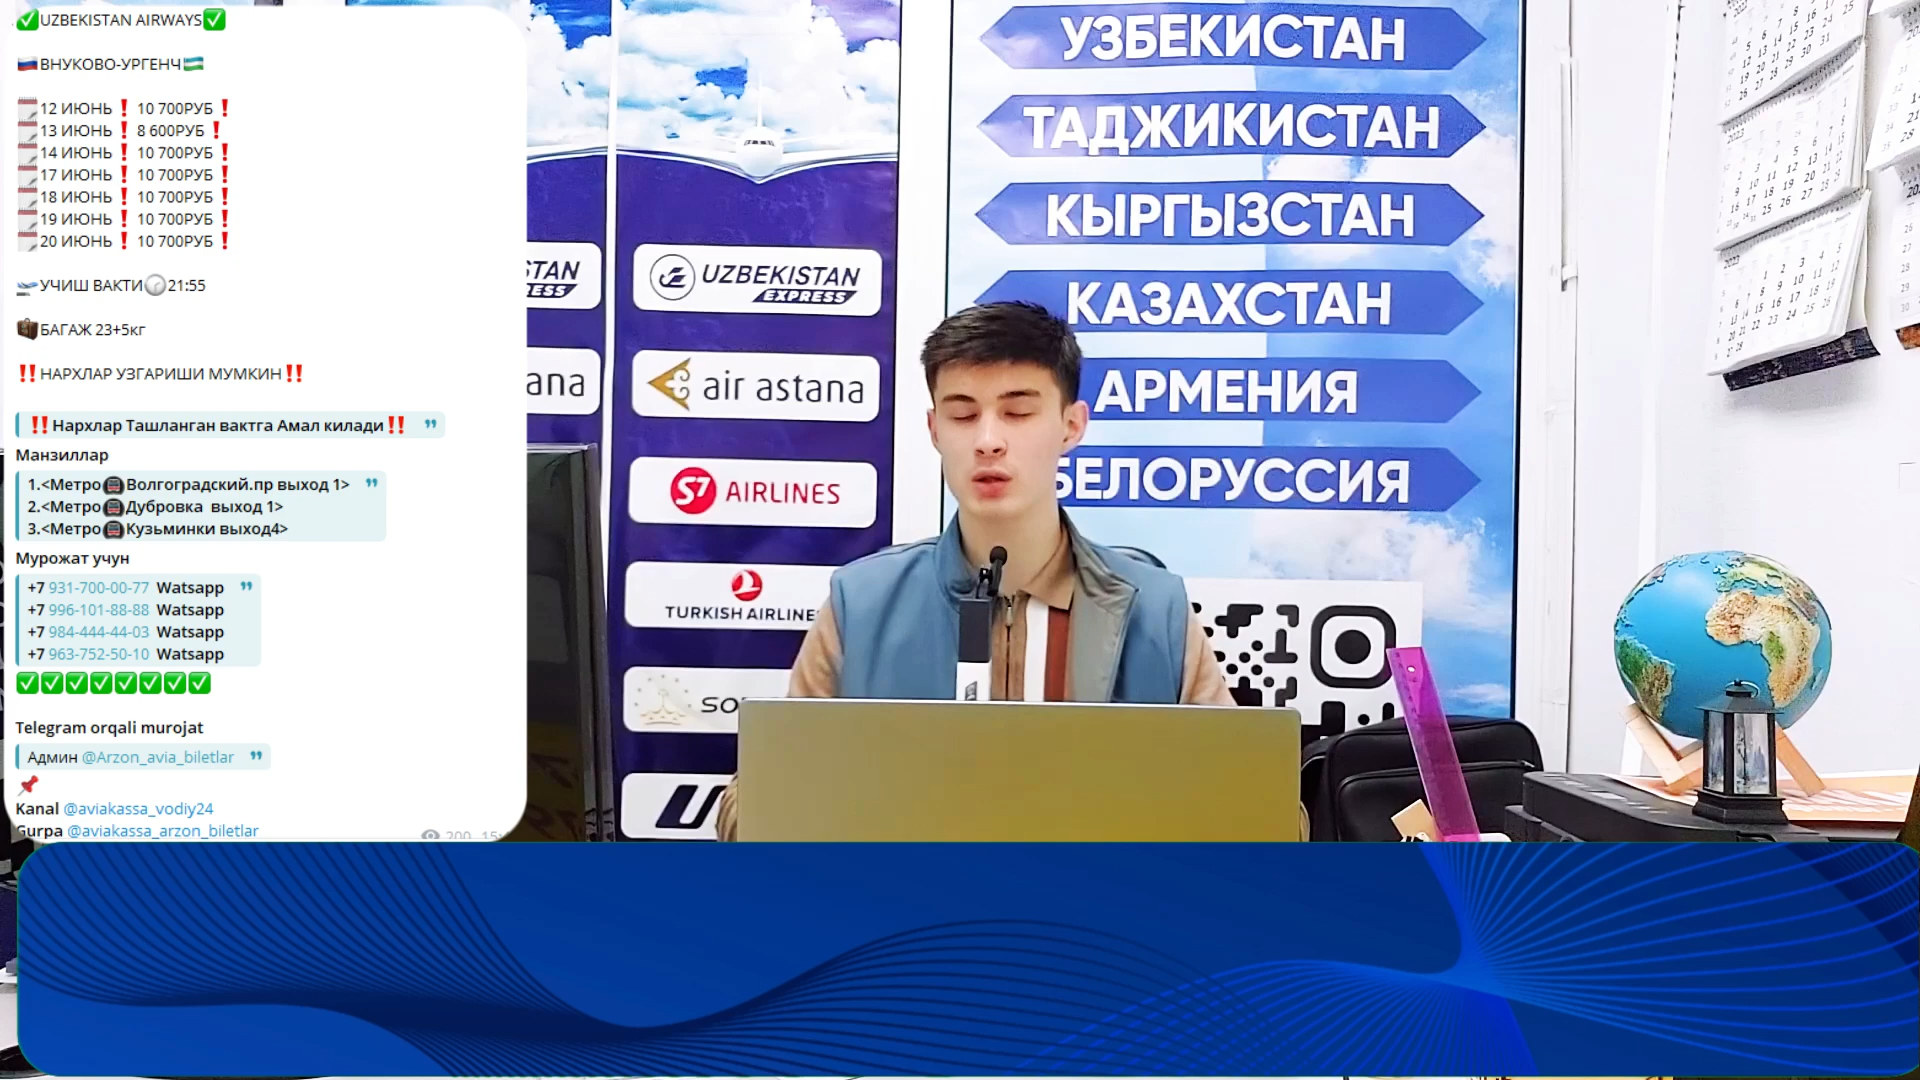 UZBEKISTAN AIRWAYS
ВНУКОВО-УРГЕНЧ
12 ИЮНЬ❗ 10 700РУБ❗
13 ИЮНЬ❗ 8 600РУБ❗
14 ИЮНЬ❗ 10 700РУБ❗
17 ИЮНЬ❗ 10 700РУБ❗
18 ИЮНЬ❗ 10 700РУБ❗
19 ИЮНЬ❗ 10 700РУБ❗
20 ИЮНЬ❗ 10 700РУБ❗
УЧИШ ВАКТИ 21:55
БАГАЖ 23+5кг
‼НАРХЛАР УЗГАРИШИ МУМКИН‼
‼Нархлар Ташланган вактга Амал килади‼
Манзиллар
1.<Метро Волгоградский.пр выход 1>
2.<Метро Дубровка выход 1>
3.<Метро Кузьминки выход4>
Мурожат учун
+7 931-700-00-77 Watsapp
+7 996-101-88-88 Watsapp
+7 984-444-44-03 Watsapp
+7 963-752-50-10 Watsapp
Telegram orqali murojat
Админ @Arzon_avia_biletlar
Kanal @aviakassa_vodiy24
Gurpa @aviakassa_arzon_biletlar
200
STAN
ESS
ana
UZBEKISTAN
EXPRESS
air astana
S7 AIRLINES
TURKISH AIRLINE
SO
УЗБЕКИСТАН
ТАДЖИКИСТАН
КЫРГЫЗСТАН
КАЗАХСТАН
АРМЕНИЯ
БЕЛОРУССИЯ